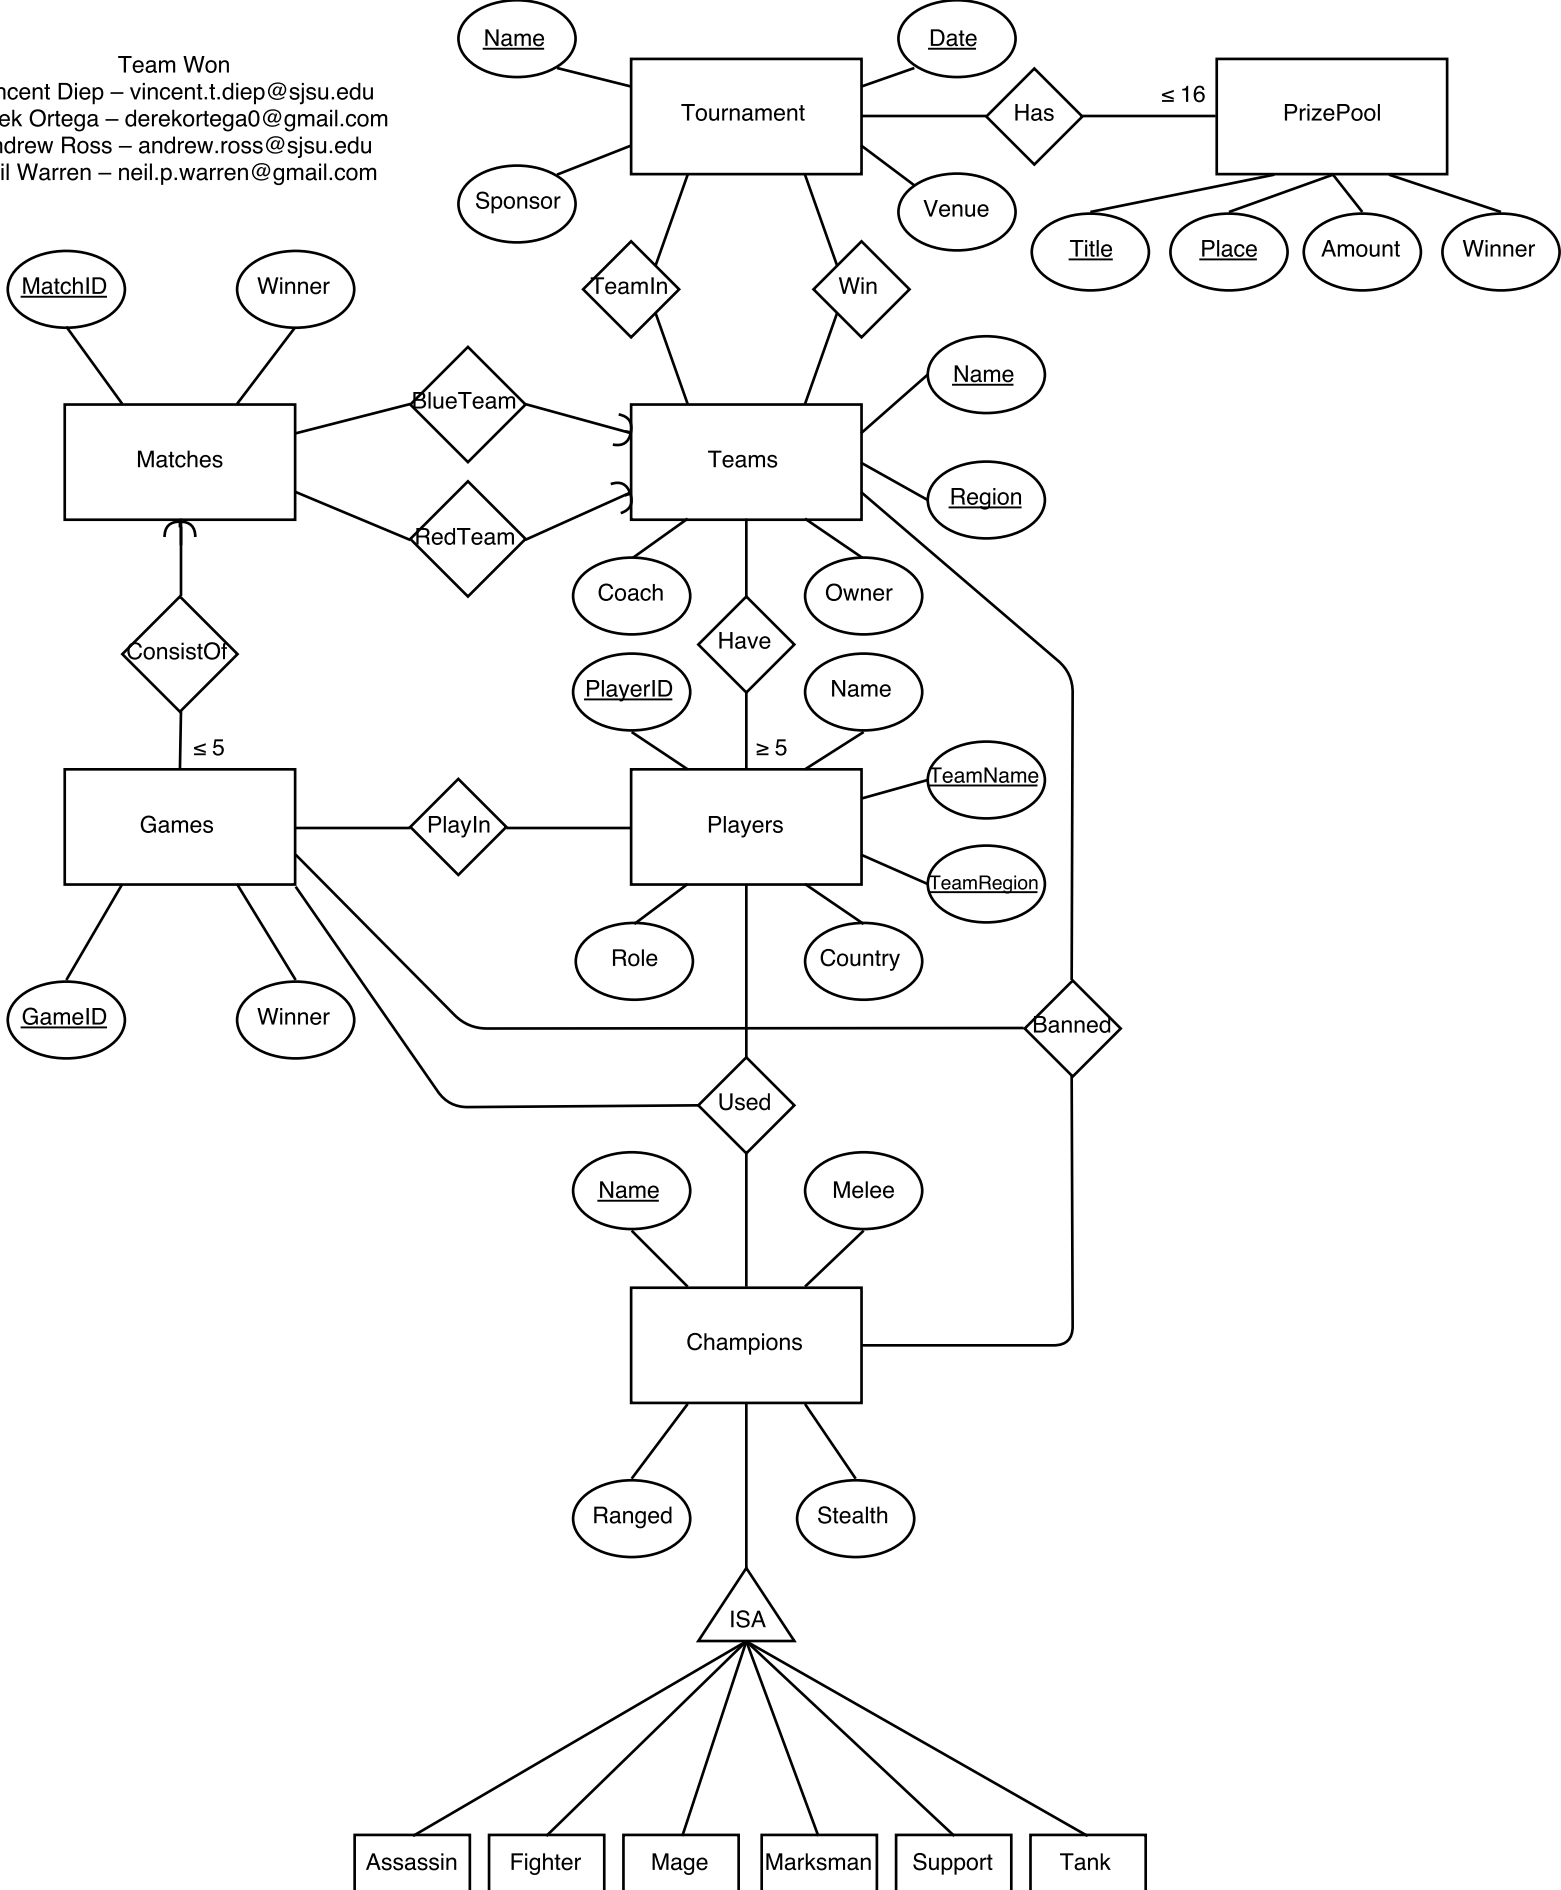 Name
Date
Team Won
ncent Diep – vincent.t.diep@sjsu.edu
ek Ortega – derekortega0@gmail.com
ndrew Ross – andrew.ross@sjsu.edu
il Warren – neil.p.warren@gmail.com
Tournament
Has
≤ 16
PrizePool
Sponsor
Venue
Title
Place
Amount
Winner
MatchID
Winner
TeamIn
Win
Name
BlueTeam
Matches
Teams
Region
RedTeam
Coach
Owner
ConsistOf
Have
PlayerID
Name
≤ 5
≥ 5
TeamName
Games
PlayIn
Players
TeamRegion
Role
Country
GameID
Winner
Banned
Used
Name
Melee
Champions
Ranged
Stealth
ISA
Assassin
Fighter
Mage
Marksman
Support
Tank